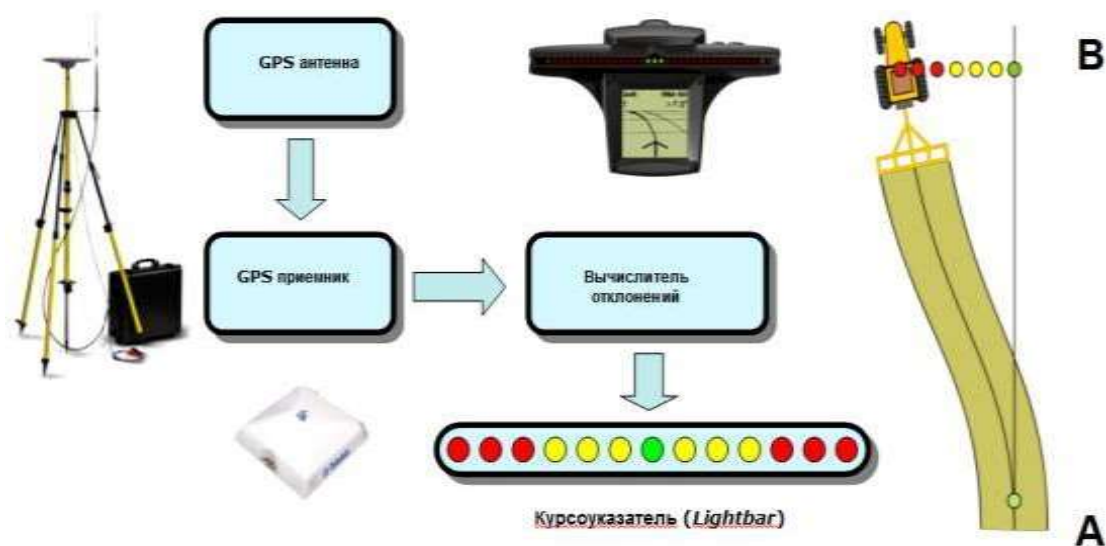 GPS антенна
B
GPS приемник
Вычислитель
отклонений
Курсоуказатель (Lightbar)
A